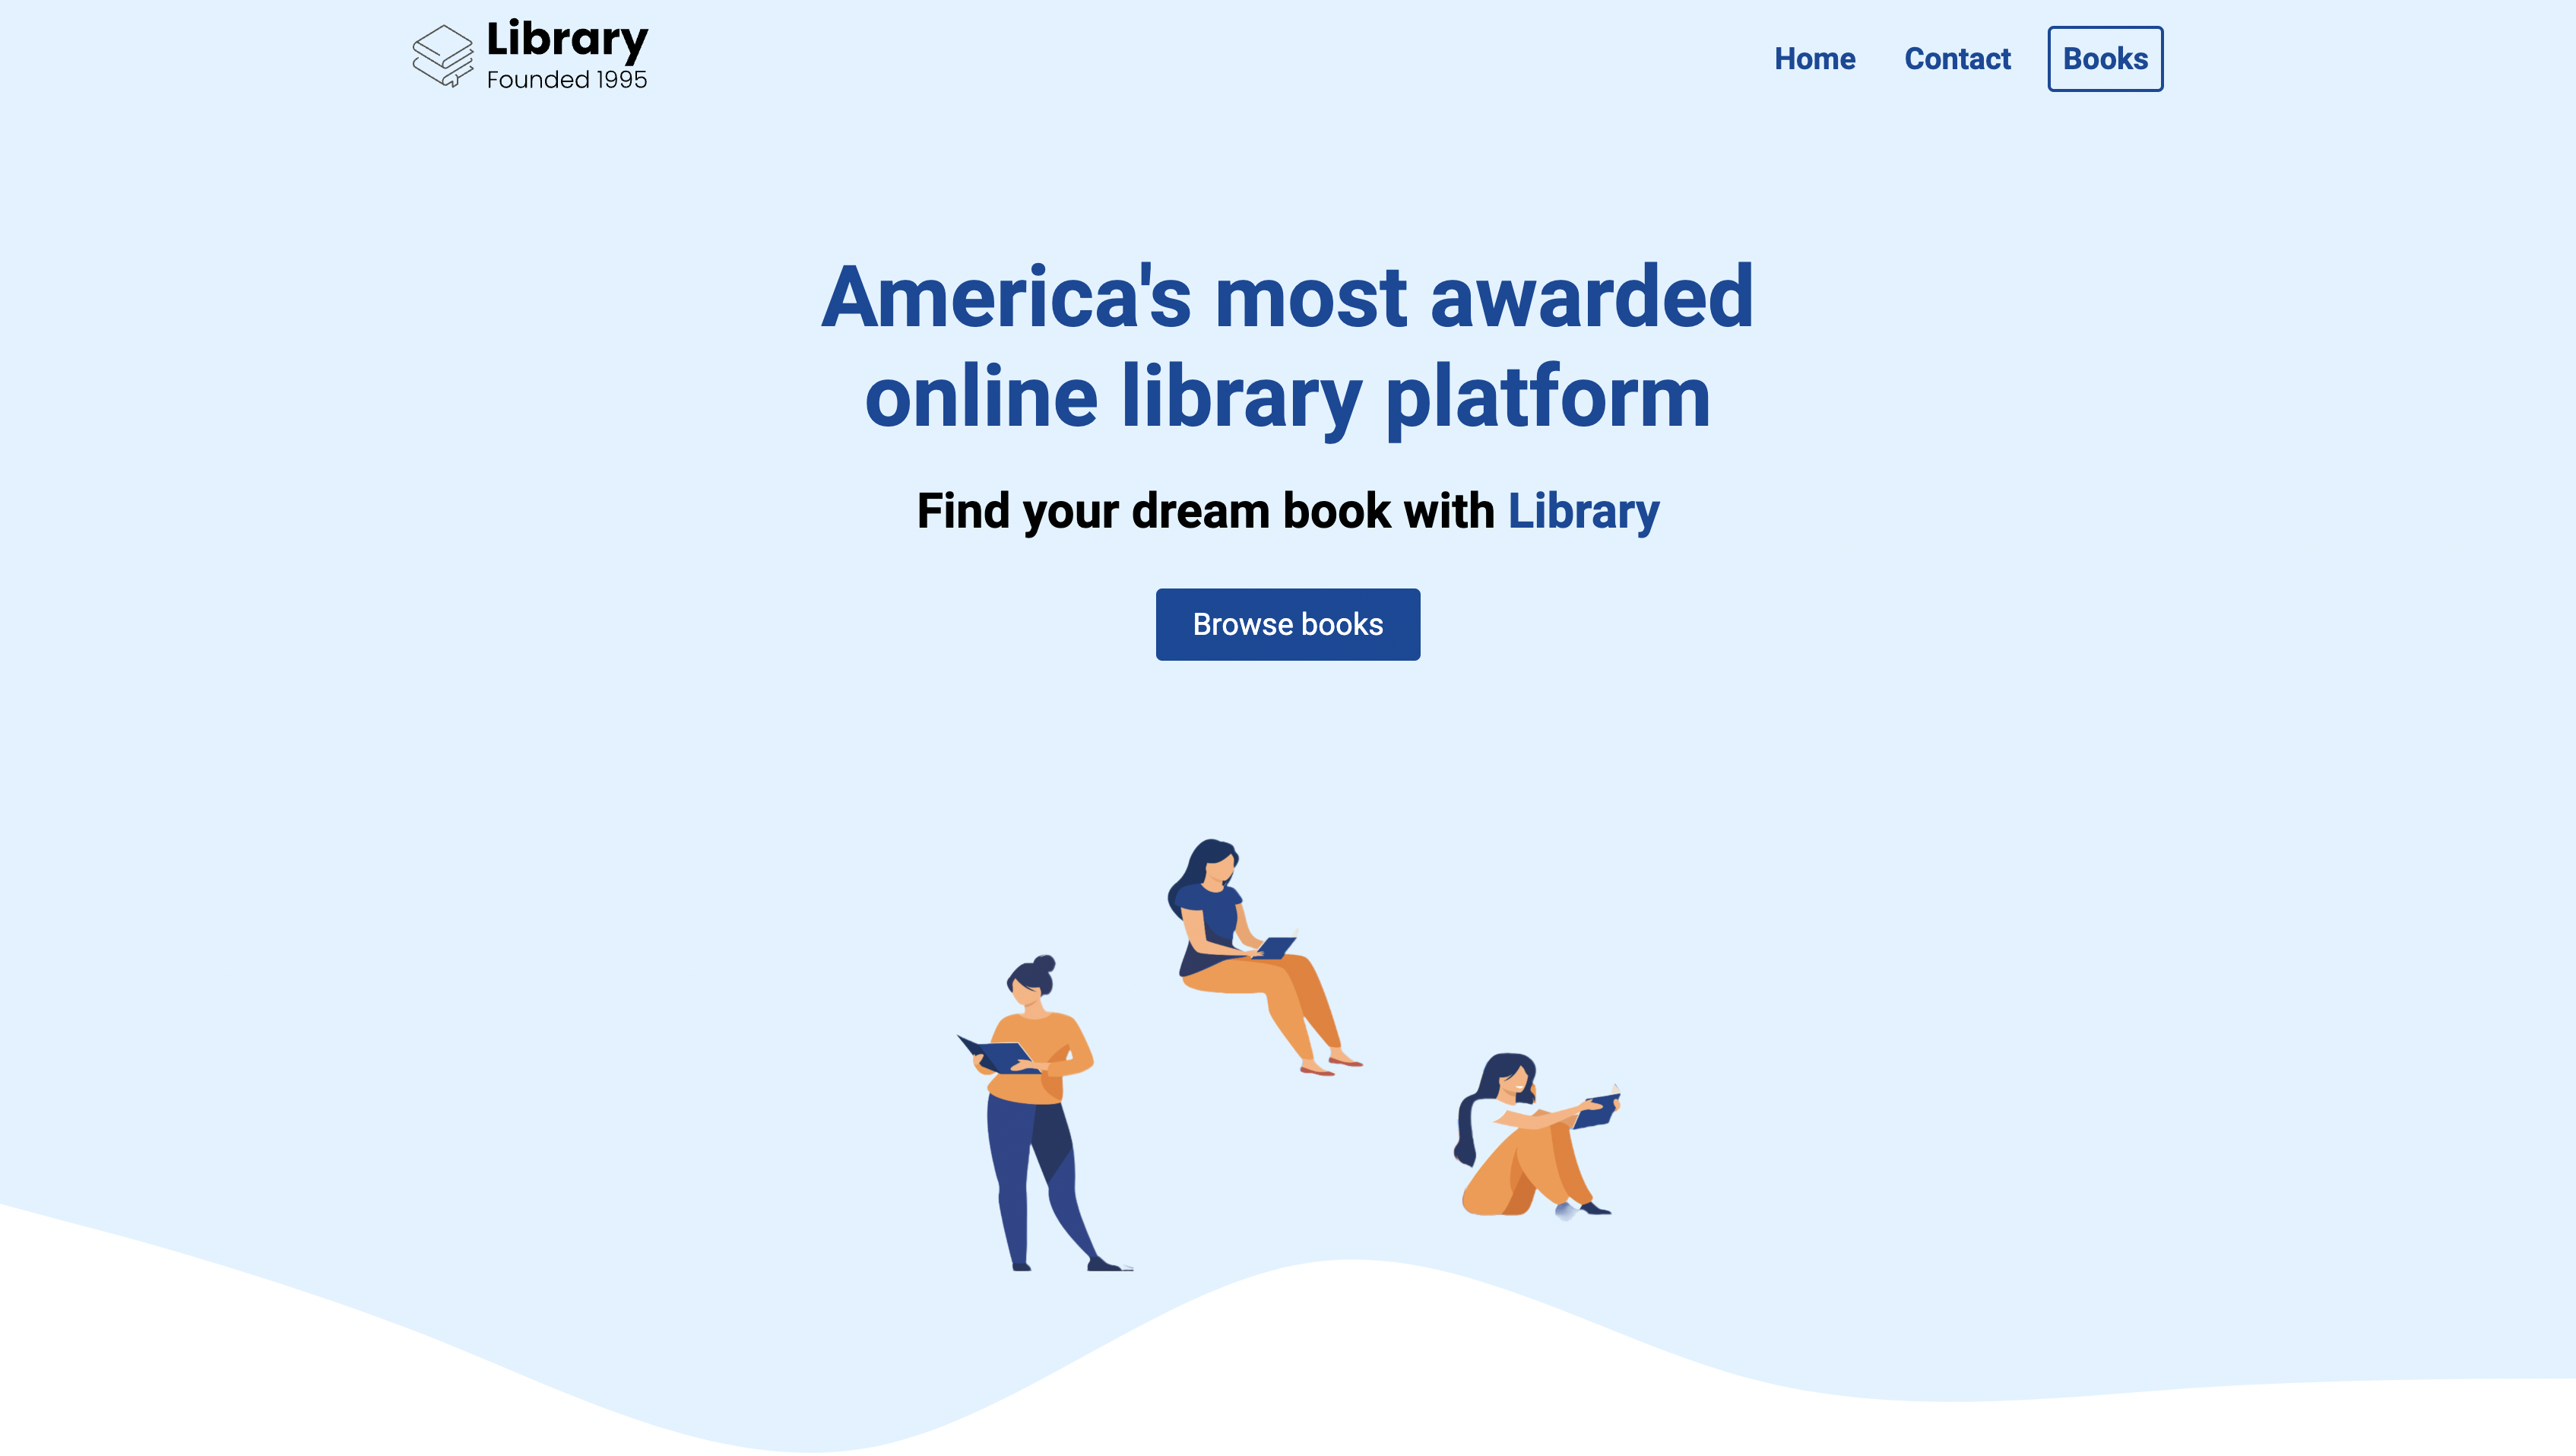 Library
Founded 1995
Home Contact Books
America's most awarded
online library platform
Find your dream book with Library
Browse books